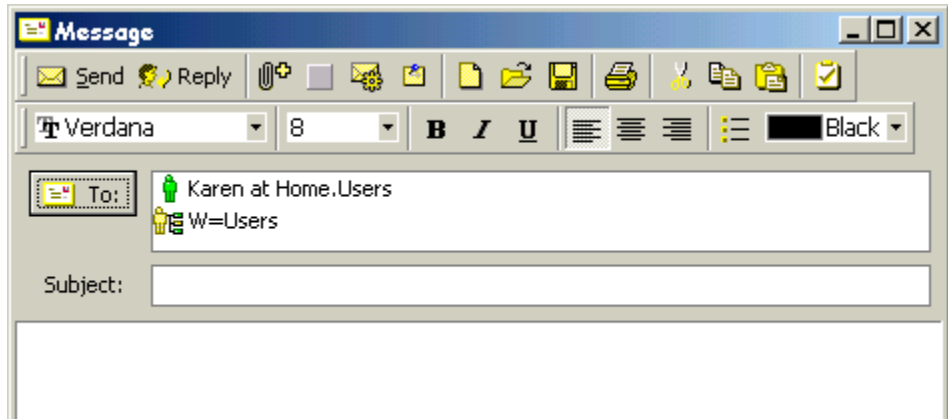 Message
Send Reply
Verdana 8 B I U Black
To: Karen at Home.Users
W=Users
Subject: